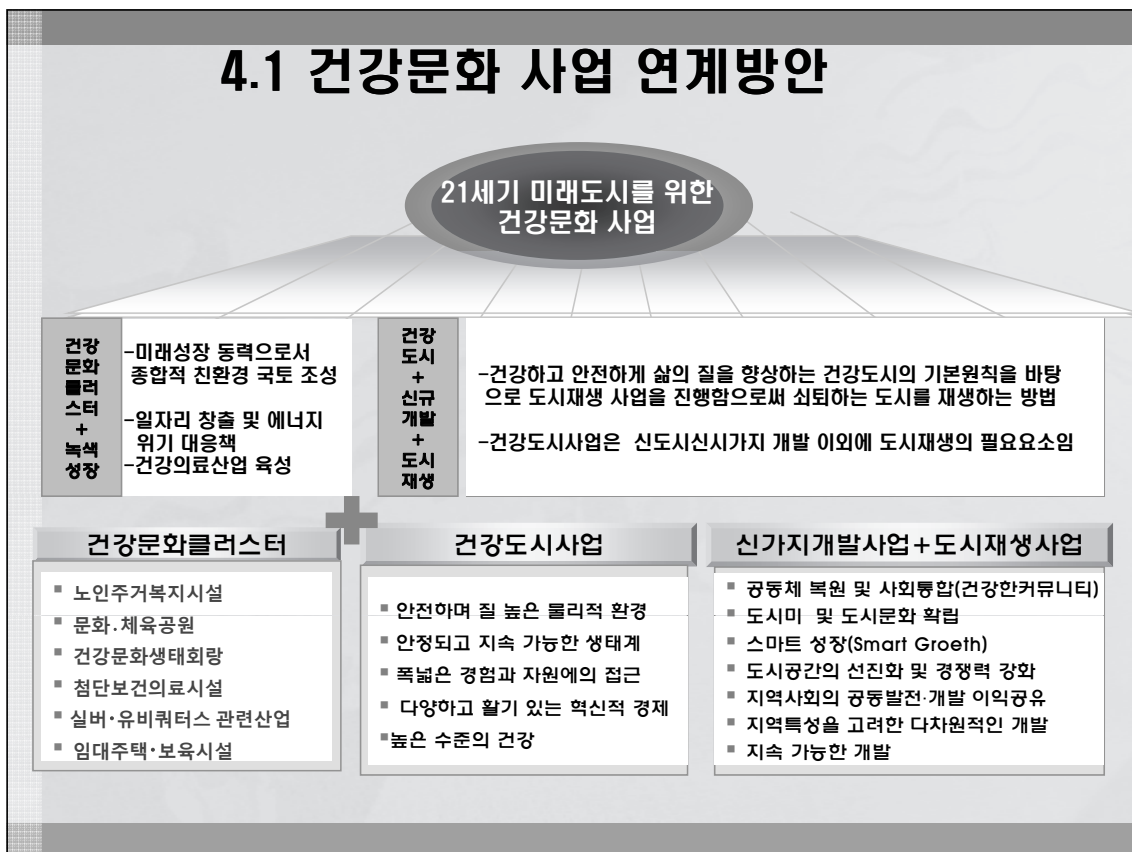 4.1 건강문화 사업 연계방안
21세기 미래도시를 위한
건강문화 사업
건강
문화
클러
스터
+
녹색
성장
-미래성장 동력으로서
종합적 친환경 국토 조성
-일자리 창출 및 에너지
위기 대응책
-건강의료산업 육성
건강
도시
+
신규
개발
+
도시
재생
-건강하고 안전하게 삶의 질을 향상하는 건강도시의 기본원칙을 바탕
으로 도시재생 사업을 진행함으로써 쇠퇴하는 도시를 재생하는 방법
-건강도시사업은 신도시신시가지 개발 이외에 도시재생의 필요요소임
건강문화클러스터
▪ 노인주거복지시설
▪ 문화.체육공원
▪ 건강문화생태회랑
▪ 첨단보건의료시설
▪ 실버·유비쿼터스 관련산업
▪ 임대주택·보육시설
건강도시사업
▪ 안전하며 질 높은 물리적 환경
▪ 안정되고 지속 가능한 생태계
▪ 폭넓은 경험과 자원에의 접근
▪ 다양하고 활기 있는 혁신적 경제
▪높은 수준의 건강
신가지개발사업+도시재생사업
▪ 공동체 복원 및 사회통합(건강한커뮤니티)
▪ 도시미 및 도시문화 확립
▪ 스마트 성장(Smart Groeth)
▪ 도시공간의 선진화 및 경쟁력 강화
▪ 지역사회의 공동발전·개발 이익공유
▪ 지역특성을 고려한 다차원적인 개발
▪ 지속 가능한 개발